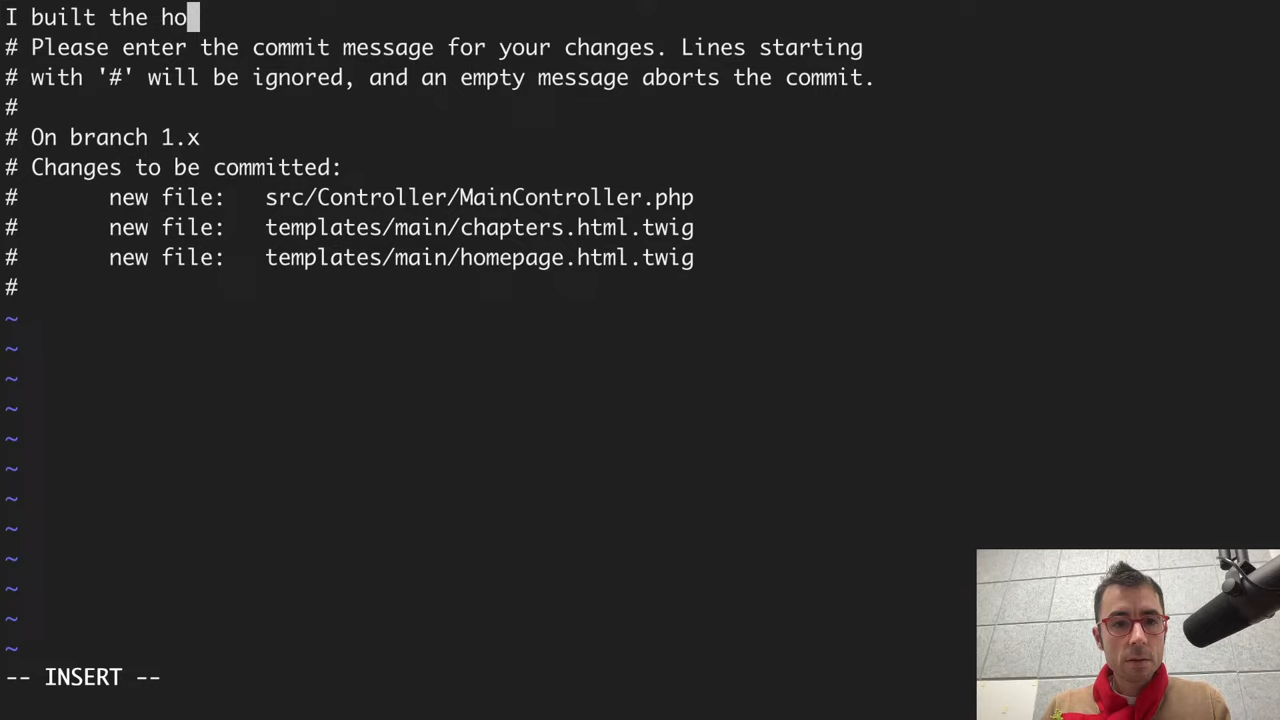 I built the ho
# Please enter the commit message for your changes. Lines starting
# with '#' will be ignored, and an empty message aborts the commit.
#
# On branch 1.x
# Changes to be committed:
#       new file:   src/Controller/MainController.php
#       new file:   templates/main/chapters.html.twig
#       new file:   templates/main/homepage.html.twig
#
~
~
~
~
~
~
~
~
~
~
~
~
-- INSERT --